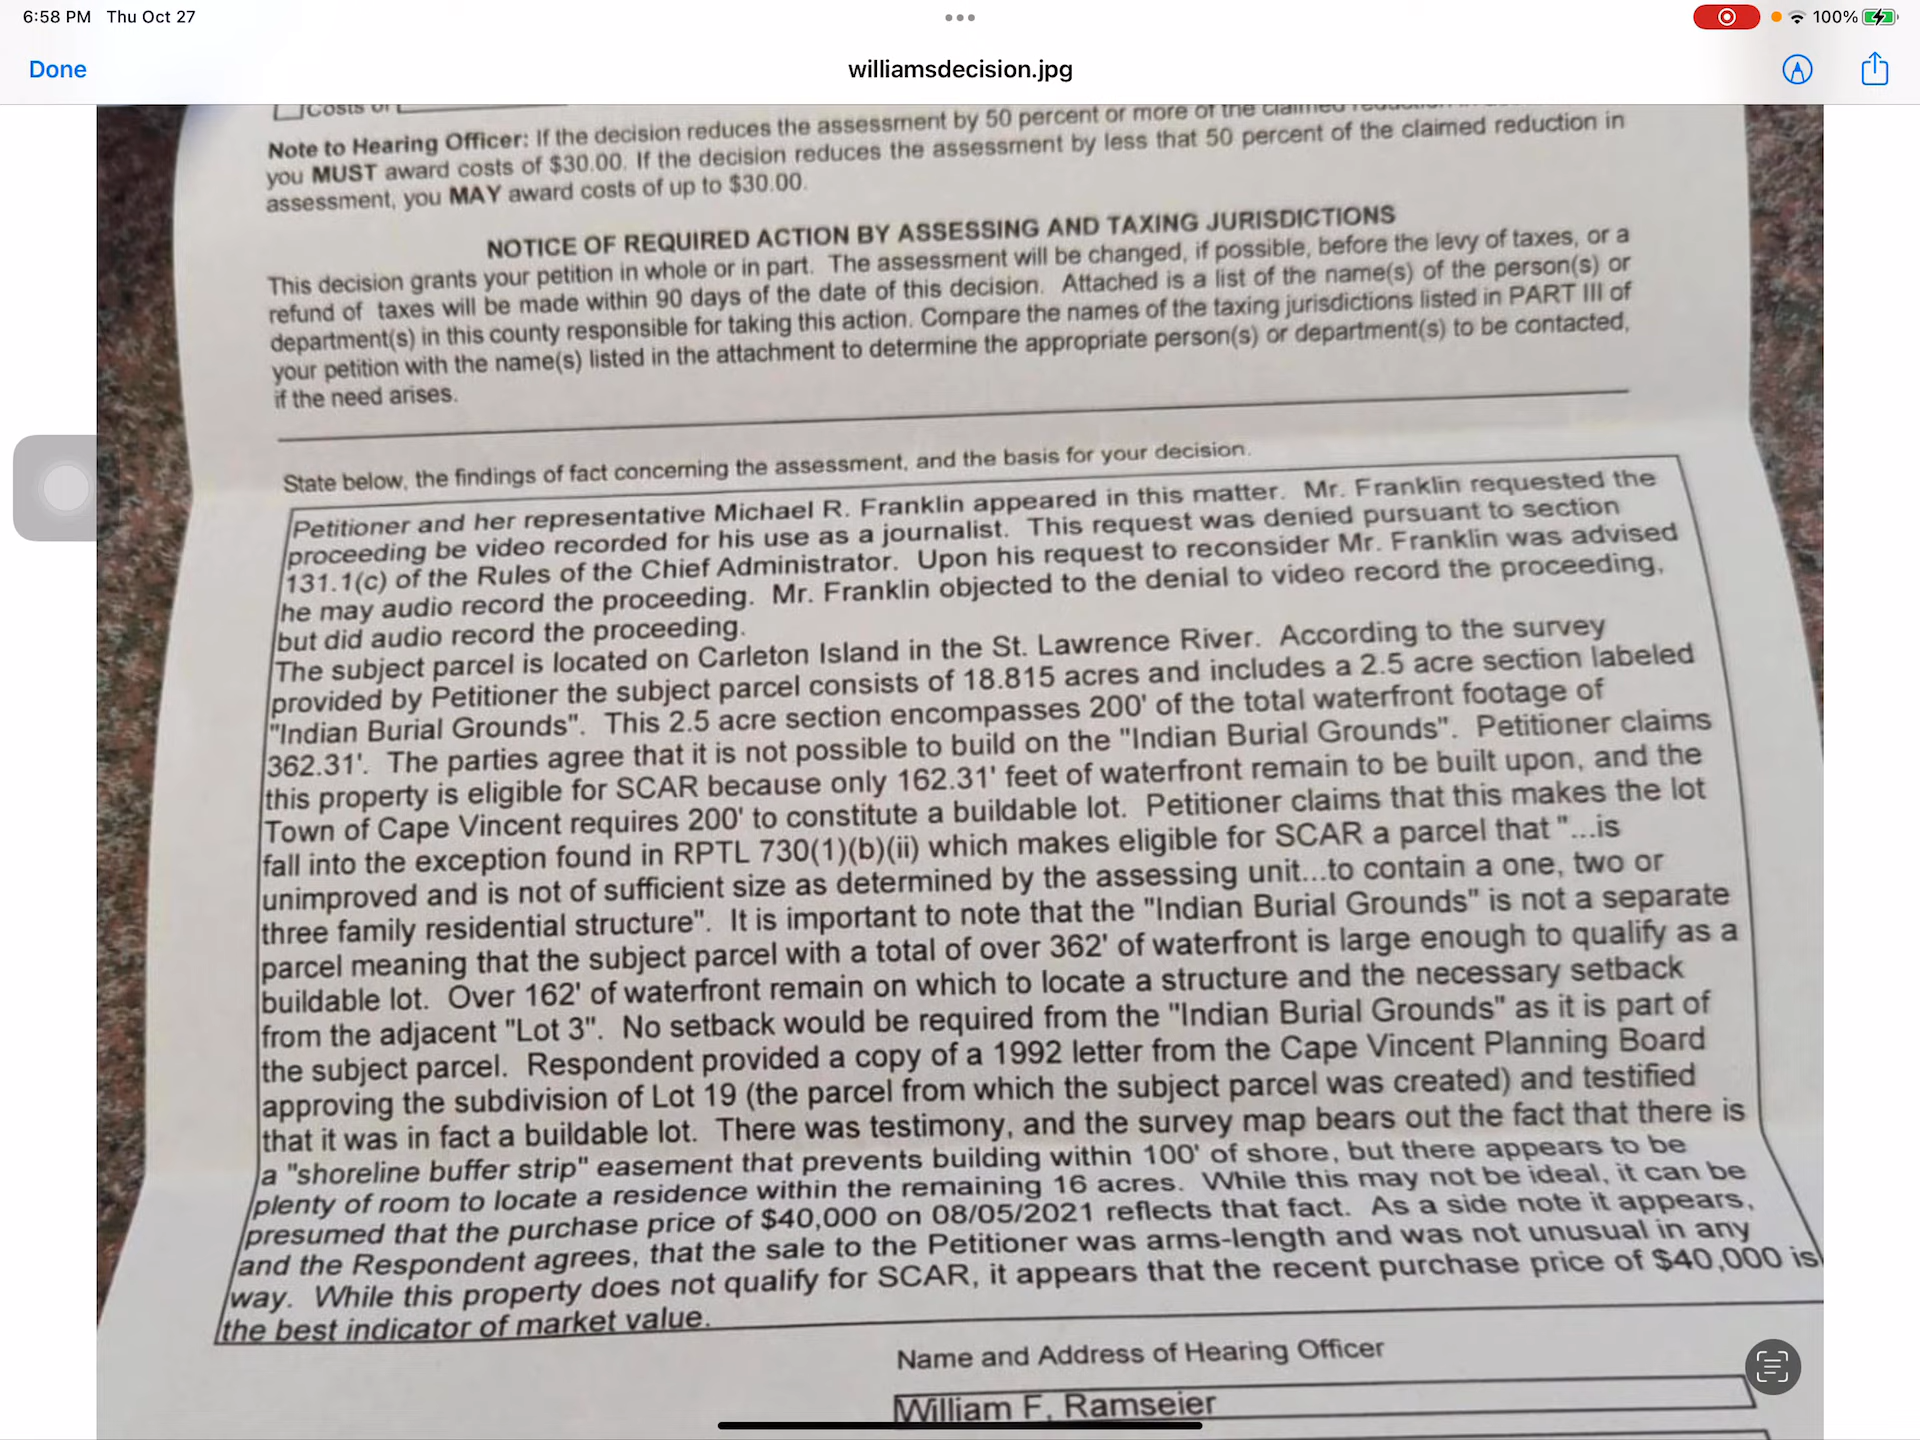 6:58 PM Thu Oct 27
100%
Done
williamsdecision.jpg
Costs of
Note to Hearing Officer: If the decision reduces the assessment by 50 percent or more of the claimed
you MUST award costs of $30.00. If the decision reduces the assessment by less that 50 percent of the claimed reduction in
assessment, you MAY award costs of up to $30.00.
NOTICE OF REQUIRED ACTION BY ASSESSING AND TAXING JURISDICTIONS
This decision grants your petition in whole or in part. The assessment will be changed, if possible, before the levy of taxes, or a
refund of taxes will be made within 90 days of the date of this decision. Attached is a list of the name(s) of the person(s) or
department(s) in this county responsible for taking this action. Compare the names of the taxing jurisdictions listed in PART III of
your petition with the name(s) listed in the attachment to determine the appropriate person(s) or department(s) to be contacted,
if the need arises.
State below, the findings of fact concerning the assessment, and the basis for your decision.
Petitioner and her representative Michael R. Franklin appeared in this matter. Mr. Franklin requested the
proceeding be video recorded for his use as a journalist. This request was denied pursuant to section
131.1(c) of the Rules of the Chief Administrator. Upon his request to reconsider Mr. Franklin was advised
he may audio record the proceeding. Mr. Franklin objected to the denial to video record the proceeding,
but did audio record the proceeding.
The subject parcel is located on Carleton Island in the St. Lawrence River. According to the survey
provided by Petitioner the subject parcel consists of 18.815 acres and includes a 2.5 acre section labeled
"Indian Burial Grounds". This 2.5 acre section encompasses 200' of the total waterfront footage of
362.31'. The parties agree that it is not possible to build on the "Indian Burial Grounds". Petitioner claims
this property is eligible for SCAR because only 162.31' feet of waterfront remain to be built upon, and the
Town of Cape Vincent requires 200' to constitute a buildable lot. Petitioner claims that this makes the lot
fall into the exception found in RPTL 730(1)(b)(ii) which makes eligible for SCAR a parcel that "...is
unimproved and is not of sufficient size as determined by the assessing unit...to contain a one, two or
three family residential structure". It is important to note that the "Indian Burial Grounds" is not a separate
parcel meaning that the subject parcel with a total of over 362' of waterfront is large enough to qualify as a
buildable lot. Over 162' of waterfront remain on which to locate a structure and the necessary setback
from the adjacent "Lot 3". No setback would be required from the "Indian Burial Grounds" as it is part of
the subject parcel. Respondent provided a copy of a 1992 letter from the Cape Vincent Planning Board
approving the subdivision of Lot 19 (the parcel from which the subject parcel was created) and testified
that it was in fact a buildable lot. There was testimony, and the survey map bears out the fact that there is
a "shoreline buffer strip" easement that prevents building within 100' of shore, but there appears to be
plenty of room to locate a residence within the remaining 16 acres. While this may not be ideal, it can be
presumed that the purchase price of $40,000 on 08/05/2021 reflects that fact. As a side note it appears,
and the Respondent agrees, that the sale to the Petitioner was arms-length and was not unusual in any
way. While this property does not qualify for SCAR, it appears that the recent purchase price of $40,000 is
the best indicator of market value.
Name and Address of Hearing Officer
William F. Ramseier